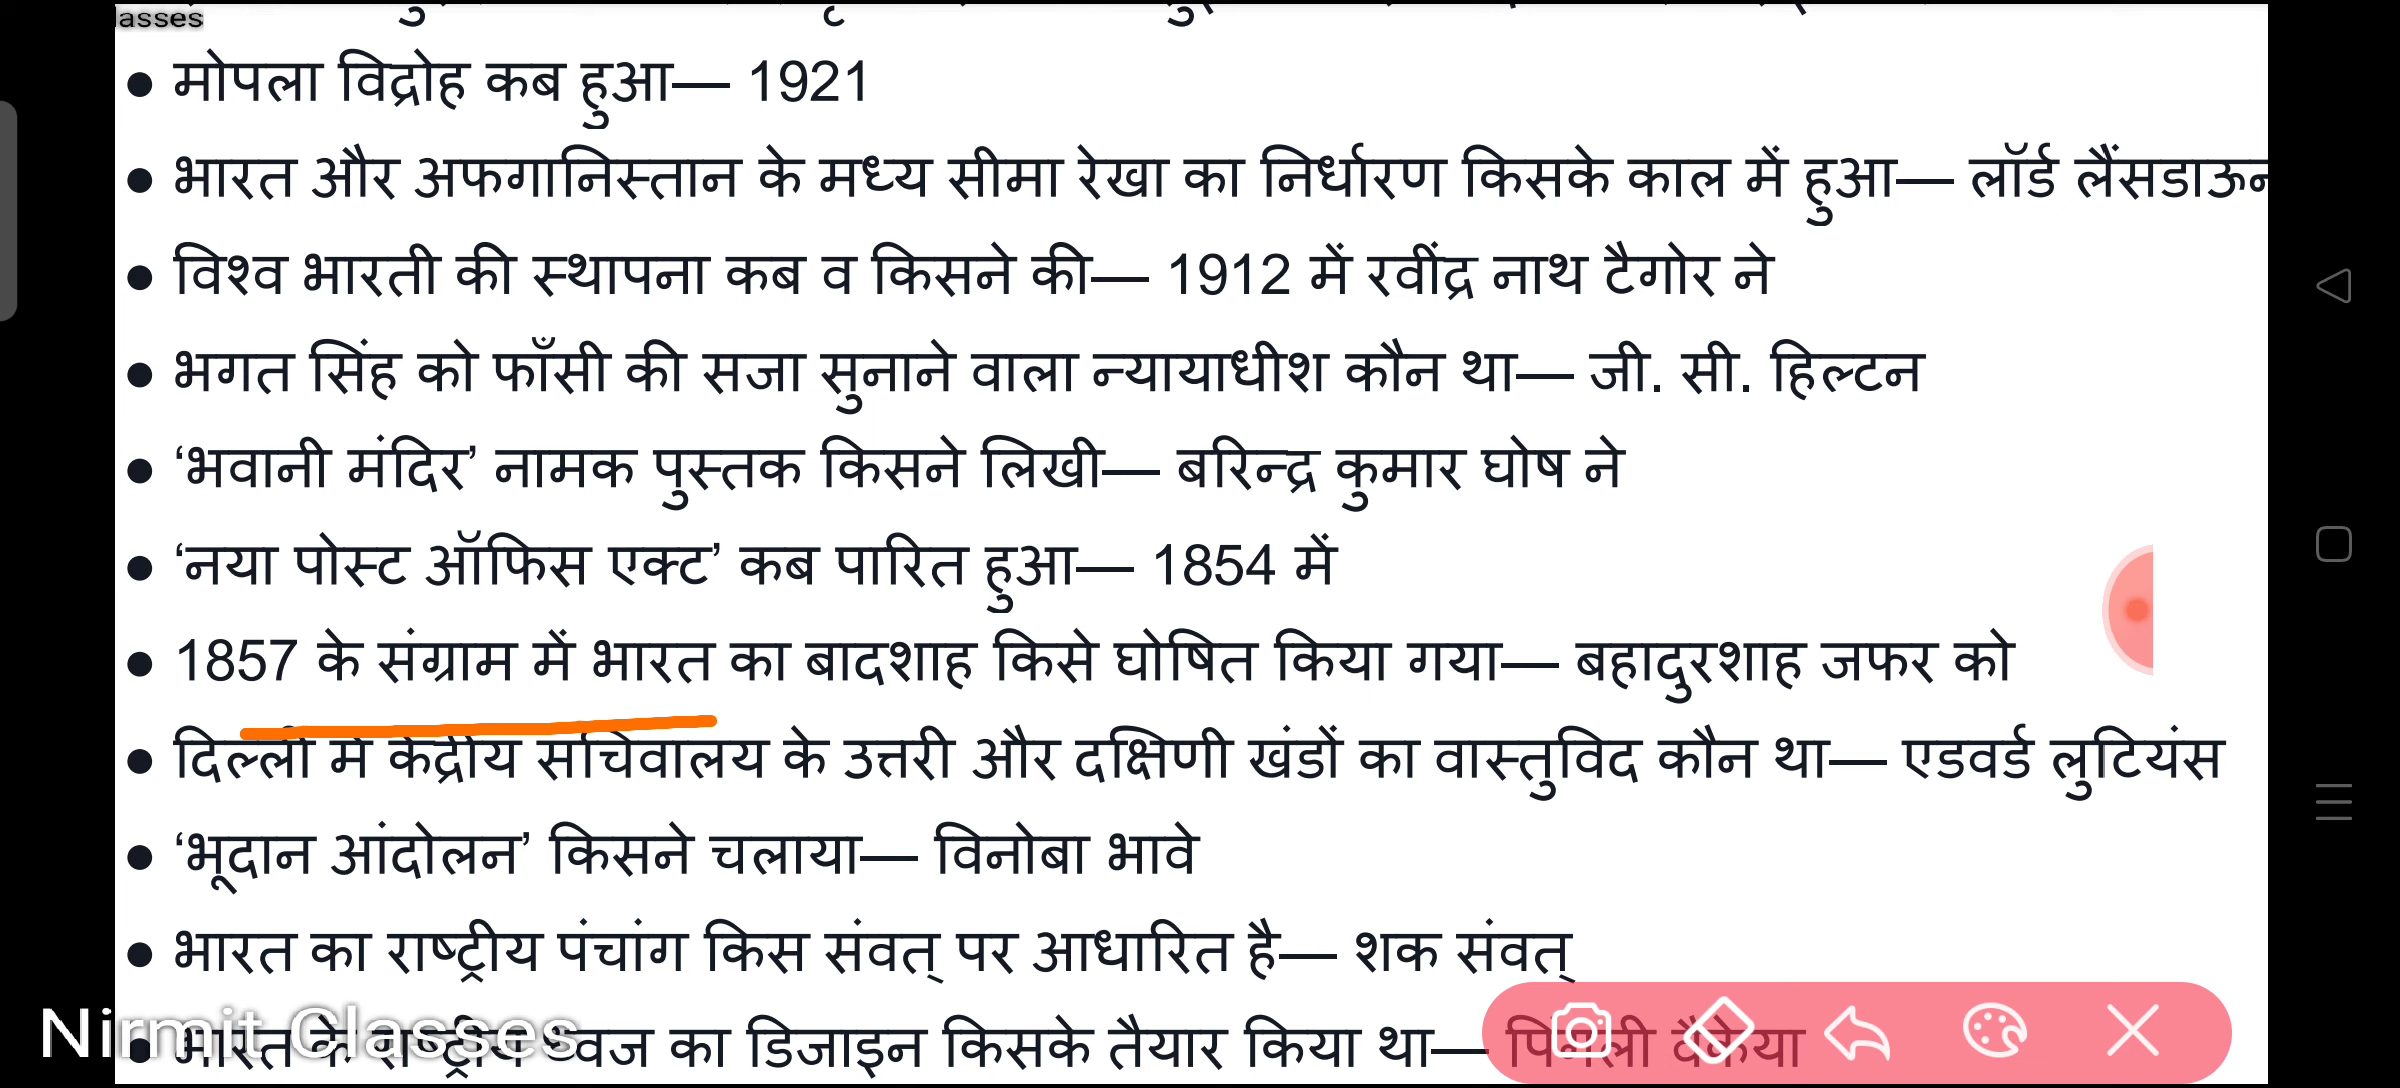 lasses
● मोपला विद्रोह कब हुआ— 1921
● भारत और अफगानिस्तान के मध्य सीमा रेखा का निर्धारण किसके काल में हुआ— लॉर्ड लैंसडाऊन
● विश्व भारती की स्थापना कब व किसने की— 1912 में रवींद्र नाथ टैगोर ने
● भगत सिंह को फाँसी की सजा सुनाने वाला न्यायाधीश कौन था— जी. सी. हिल्टन
● ‘भवानी मंदिर’ नामक पुस्तक किसने लिखी— बरिन्द्र कुमार घोष ने
● ‘नया पोस्ट ऑफिस एक्ट’ कब पारित हुआ— 1854 में
● 1857 के संग्राम में भारत का बादशाह किसे घोषित किया गया— बहादुरशाह जफर को
● दिल्ली में केंद्रीय सचिवालय के उत्तरी और दक्षिणी खंडों का वास्तुविद कौन था— एडवर्ड लुटियंस
● ‘भूदान आंदोलन’ किसने चलाया— विनोबा भावे
● भारत का राष्ट्रीय पंचांग किस संवत् पर आधारित है— शक संवत्
● भारत के राष्ट्रीय ध्वज का डिजाइन किसके तैयार किया था— पिंगली वैकेया
Nirmit Classes